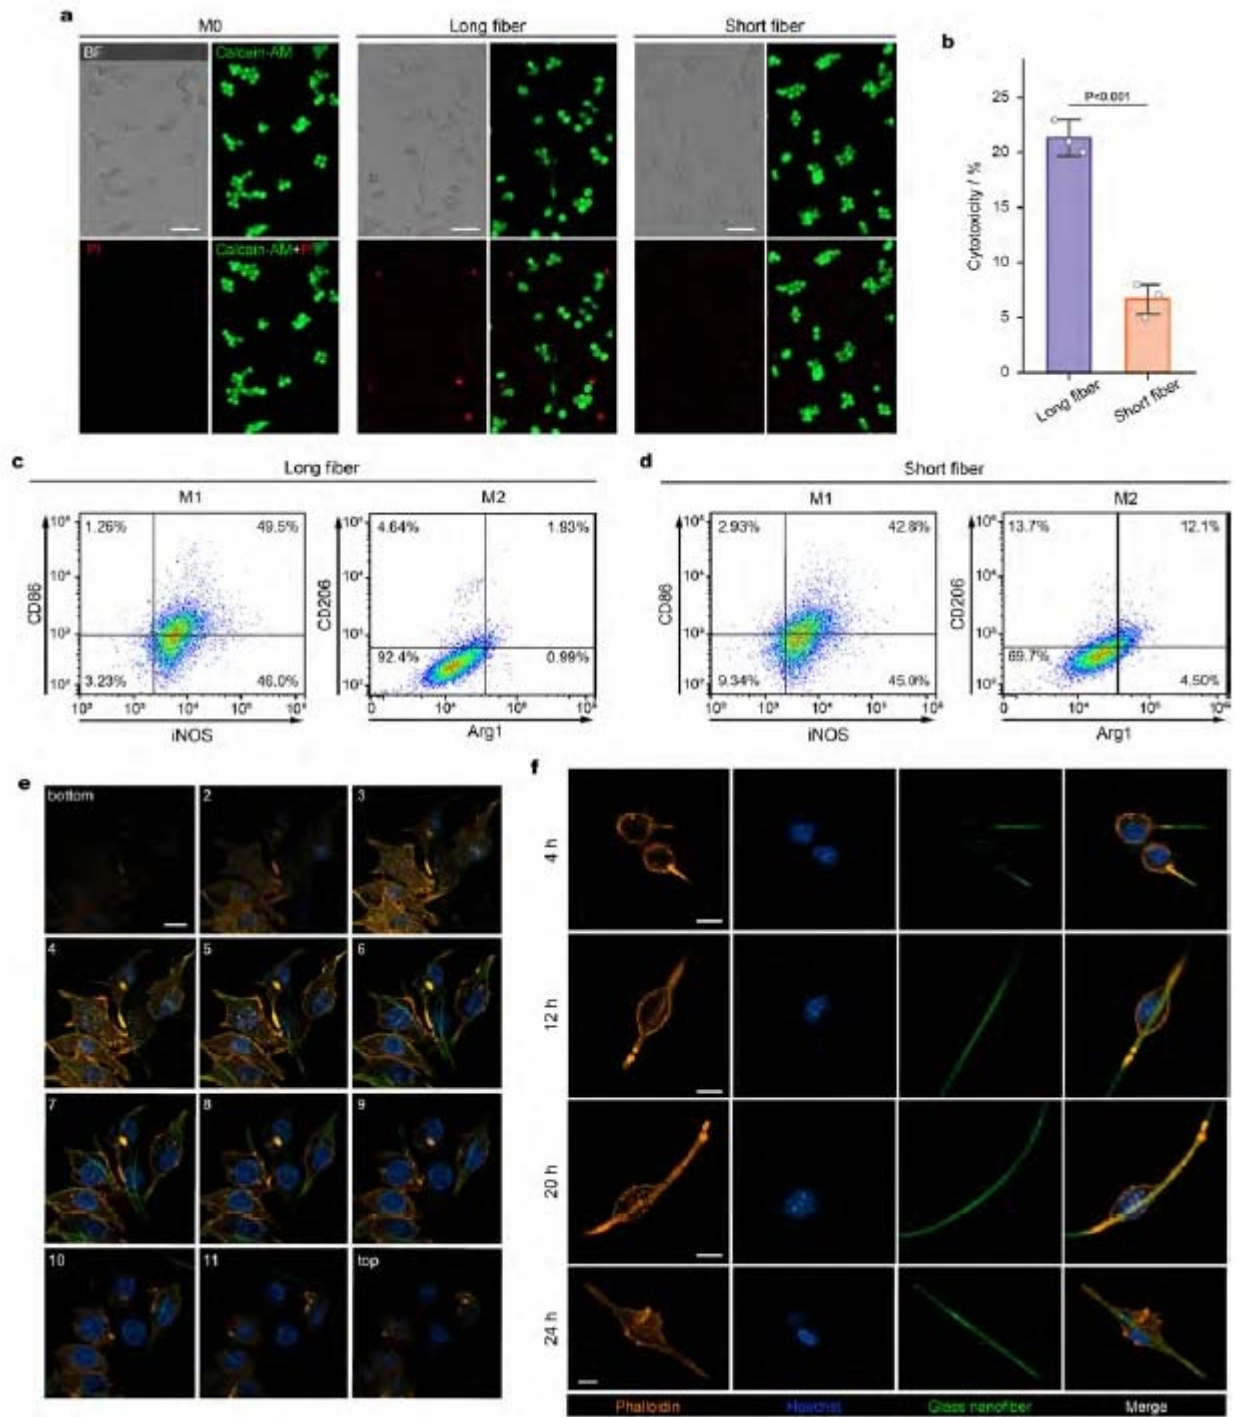 a
M0 Long fiber Short fiber
BF Calcein-AM
PI Calcein-AM+PI
b
P<0.001
Cytotoxicity / %
25
20
15
10
5
0
Long fiber Short fiber
c
Long fiber
M1 M2
1.26% 49.5%
3.23% 46.0%
CD86
iNOS
4.64% 1.93%
92.4% 0.99%
CD206
Arg1
d
Short fiber
M1 M2
2.93% 42.8%
9.34% 45.0%
CD86
iNOS
13.7% 12.1%
69.7% 4.50%
CD206
Arg1
e
bottom 2 3
4 5 6
7 8 9
10 11 top
f
4 h
12 h
20 h
24 h
Phalloidin Hoechst Glass nanofiber Merge